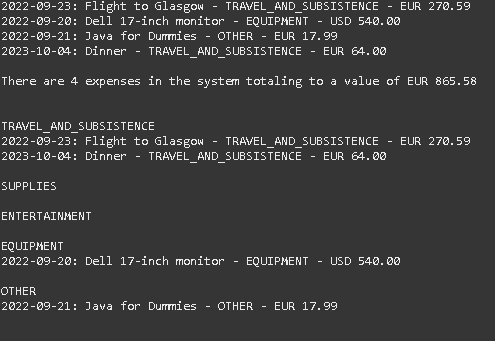 2022-09-23: Flight to Glasgow - TRAVEL_AND_SUBSISTENCE - EUR 270.59
2022-09-20: Dell 17-inch monitor - EQUIPMENT - USD 540.00
2022-09-21: Java for Dummies - OTHER - EUR 17.99
2023-10-04: Dinner - TRAVEL_AND_SUBSISTENCE - EUR 64.00
There are 4 expenses in the system totaling to a value of EUR 865.58
TRAVEL_AND_SUBSISTENCE
2022-09-23: Flight to Glasgow - TRAVEL_AND_SUBSISTENCE - EUR 270.59
2023-10-04: Dinner - TRAVEL_AND_SUBSISTENCE - EUR 64.00
SUPPLIES
ENTERTAINMENT
EQUIPMENT
2022-09-20: Dell 17-inch monitor - EQUIPMENT - USD 540.00
OTHER
2022-09-21: Java for Dummies - OTHER - EUR 17.99